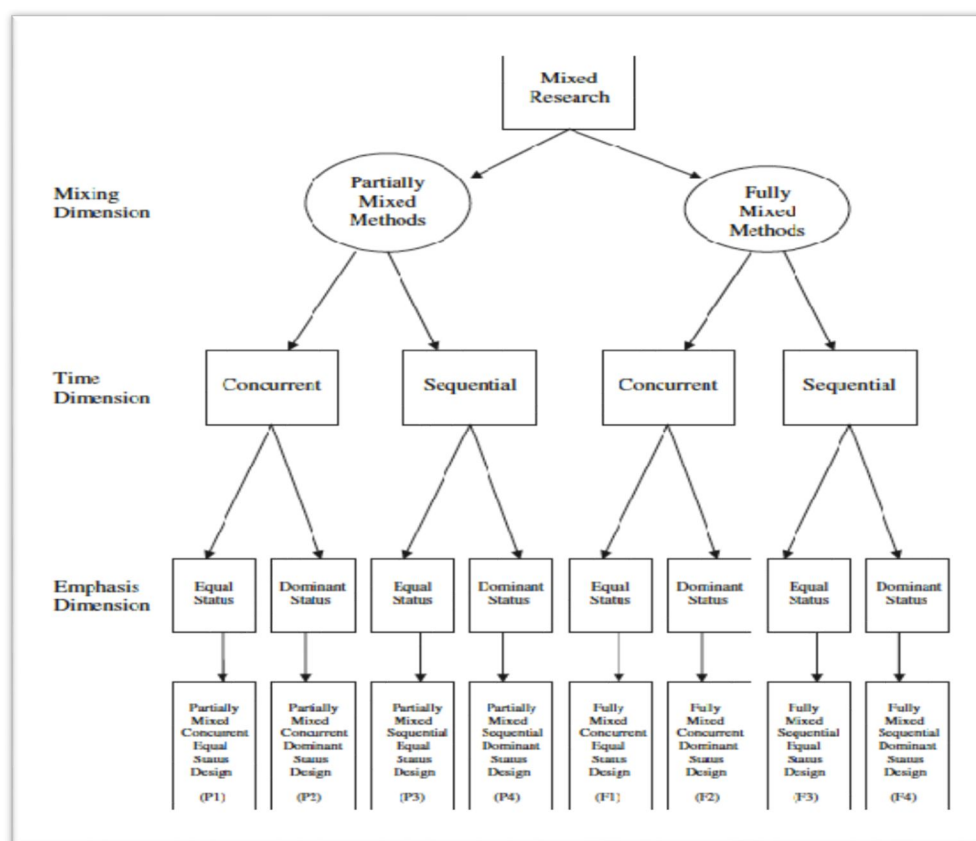 Mixed
Research
Mixing
Dimension
Partially
Mixed
Methods
Fully
Mixed
Methods
Time
Dimension
Concurrent
Sequential
Concurrent
Sequential
Emphasis
Dimension
Equal
Status
Dominant
Status
Equal
Status
Dominant
Status
Equal
Status
Dominant
Status
Equal
Status
Dominant
Status
Partially
Mixed
Concurrent
Equal
Status
Design
(P1)
Partially
Mixed
Concurrent
Dominant
Status
Design
(P2)
Partially
Mixed
Sequential
Equal
Status
Design
(P3)
Partially
Mixed
Sequential
Dominant
Status
Design
(P4)
Fully
Mixed
Concurrent
Equal
Status
Design
(F1)
Fully
Mixed
Concurrent
Dominant
Status
Design
(F2)
Fully
Mixed
Sequential
Equal
Status
Design
(F3)
Fully
Mixed
Sequential
Dominant
Status
Design
(F4)